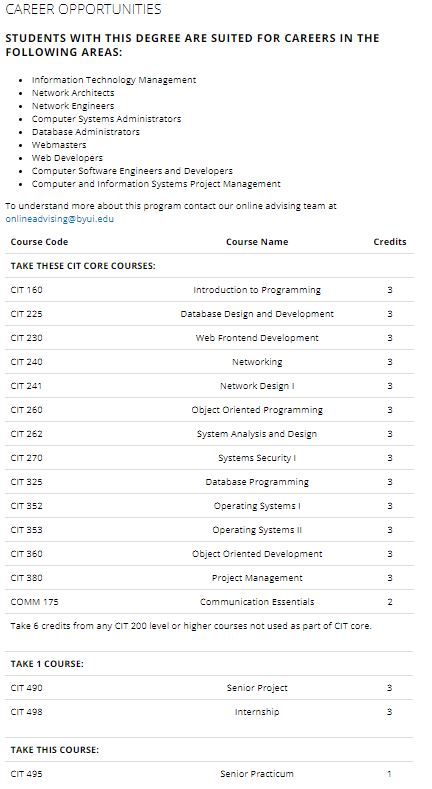 CAREER OPPORTUNITIES
STUDENTS WITH THIS DEGREE ARE SUITED FOR CAREERS IN THE
FOLLOWING AREAS:
• Information Technology Management
• Network Architects
• Network Engineers
• Computer Systems Administrators
• Database Administrators
• Webmasters
• Web Developers
• Computer Software Engineers and Developers
• Computer and Information Systems Project Management
To understand more about this program contact our online advising team at
onlineadvising@byui.edu
Course Code Course Name Credits
TAKE THESE CIT CORE COURSES:
CIT 160 Introduction to Programming 3
CIT 225 Database Design and Development 3
CIT 230 Web Frontend Development 3
CIT 240 Networking 3
CIT 241 Network Design I 3
CIT 260 Object Oriented Programming 3
CIT 262 System Analysis and Design 3
CIT 270 Systems Security I 3
CIT 325 Database Programming 3
CIT 352 Operating Systems I 3
CIT 353 Operating Systems II 3
CIT 360 Object Oriented Development 3
CIT 380 Project Management 3
COMM 175 Communication Essentials 2
Take 6 credits from any CIT 200 level or higher courses not used as part of CIT core.
TAKE 1 COURSE:
CIT 490 Senior Project 3
CIT 498 Internship 3
TAKE THIS COURSE:
CIT 495 Senior Practicum 1